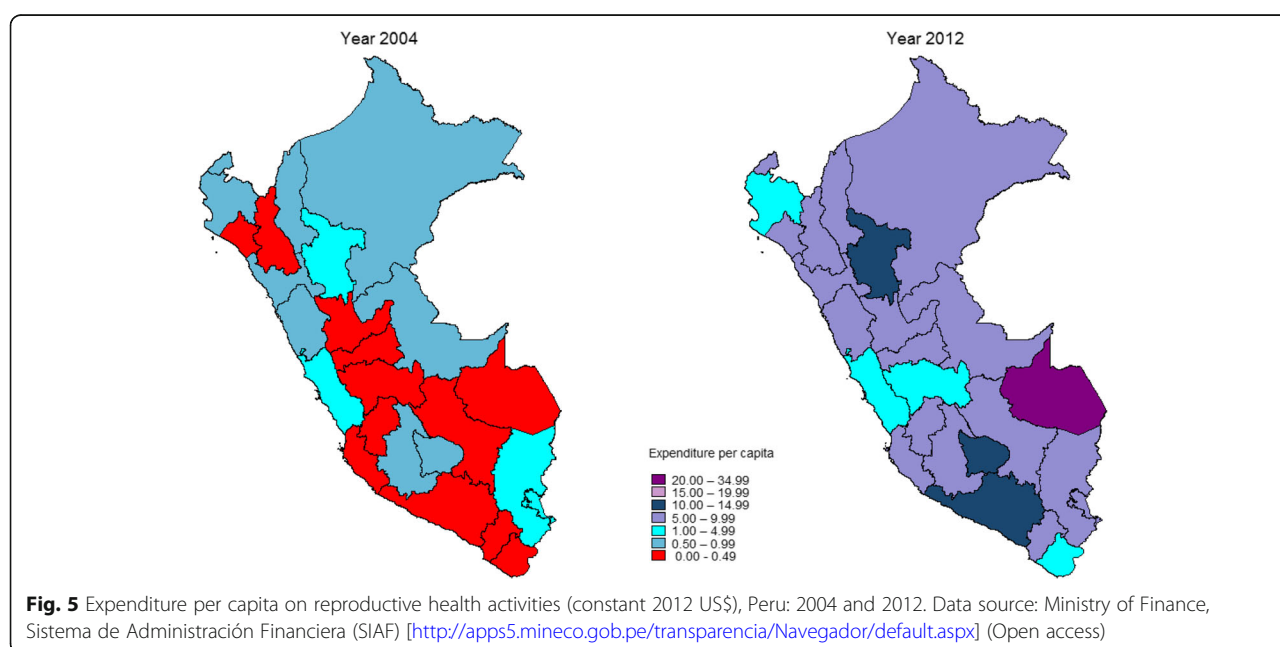 Year 2004
Year 2012
Expenditure per capita
20.00 – 34.99
15.00 – 19.99
10.00 – 14.99
5.00 – 9.99
1.00 – 4.99
0.50 – 0.99
0.00 - 0.49
Fig. 5 Expenditure per capita on reproductive health activities (constant 2012 US$), Peru: 2004 and 2012. Data source: Ministry of Finance,
Sistema de Administración Financiera (SIAF) [http://apps5.mineco.gob.pe/transparencia/Navegador/default.aspx] (Open access)